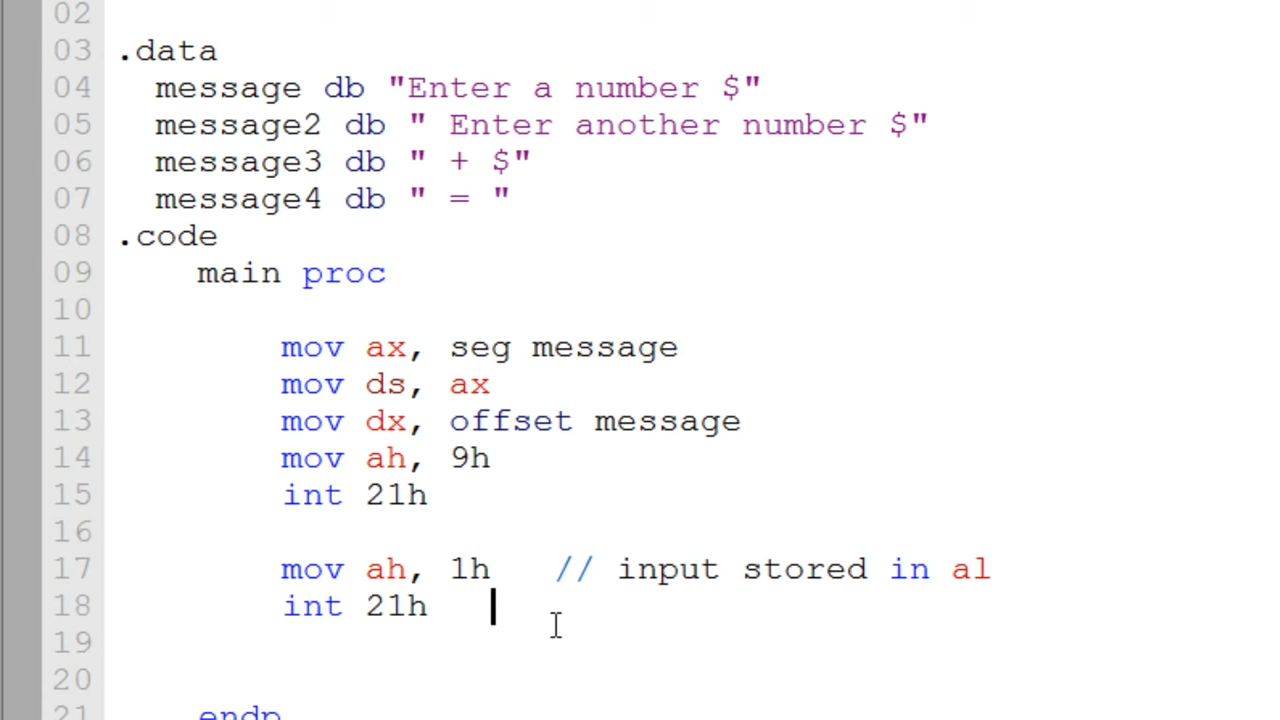 02
03 .data
04 message db "Enter a number $"
05 message2 db " Enter another number $"
06 message3 db " + $"
07 message4 db " = "
08 .code
09 main proc
10
11 mov ax, seg message
12 mov ds, ax
13 mov dx, offset message
14 mov ah, 9h
15 int 21h
16
17 mov ah, 1h // input stored in al
18 int 21h
19
20
21 endp